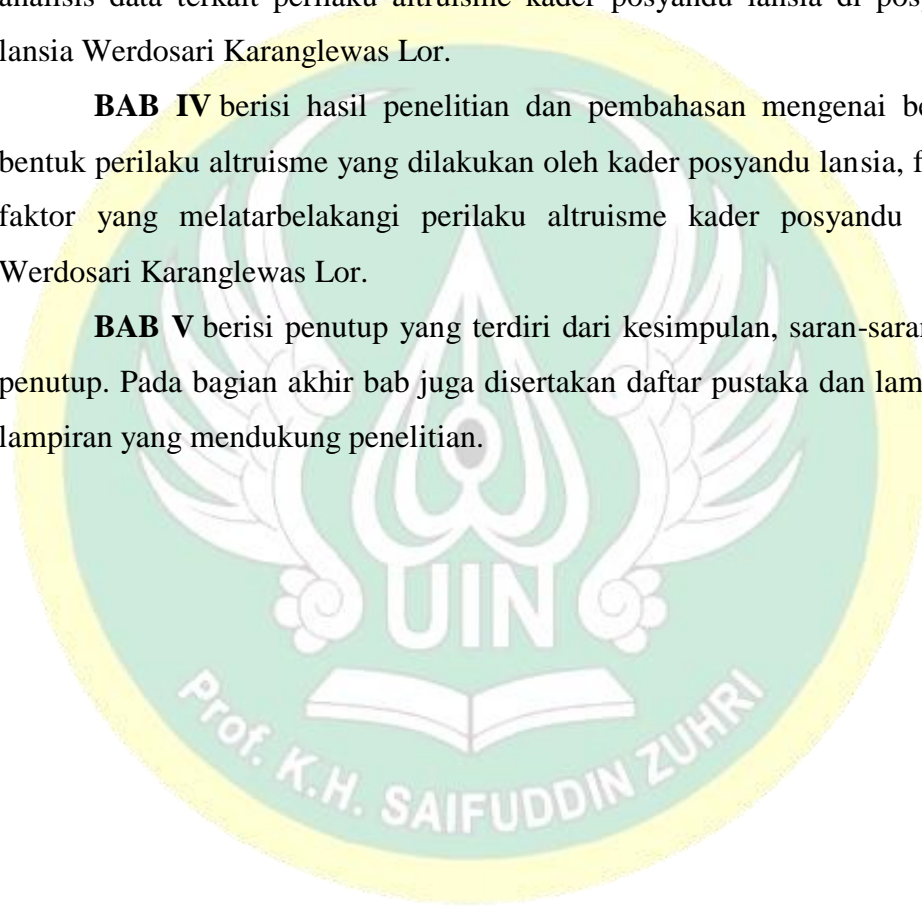 analisis data terkait perilaku altruisme kader posyandu lansia di pos
lansia Werdosari Karanglewas Lor.
BAB IV berisi hasil penelitian dan pembahasan mengenai be
bentuk perilaku altruisme yang dilakukan oleh kader posyandu lansia, f
faktor yang melatarbelakangi perilaku altruisme kader posyandu
Werdosari Karanglewas Lor.
BAB V berisi penutup yang terdiri dari kesimpulan, saran-saran
penutup. Pada bagian akhir bab juga disertakan daftar pustaka dan lam
lampiran yang mendukung penelitian.
UIN
Prof. K.H. SAIFUDDIN ZUHRI